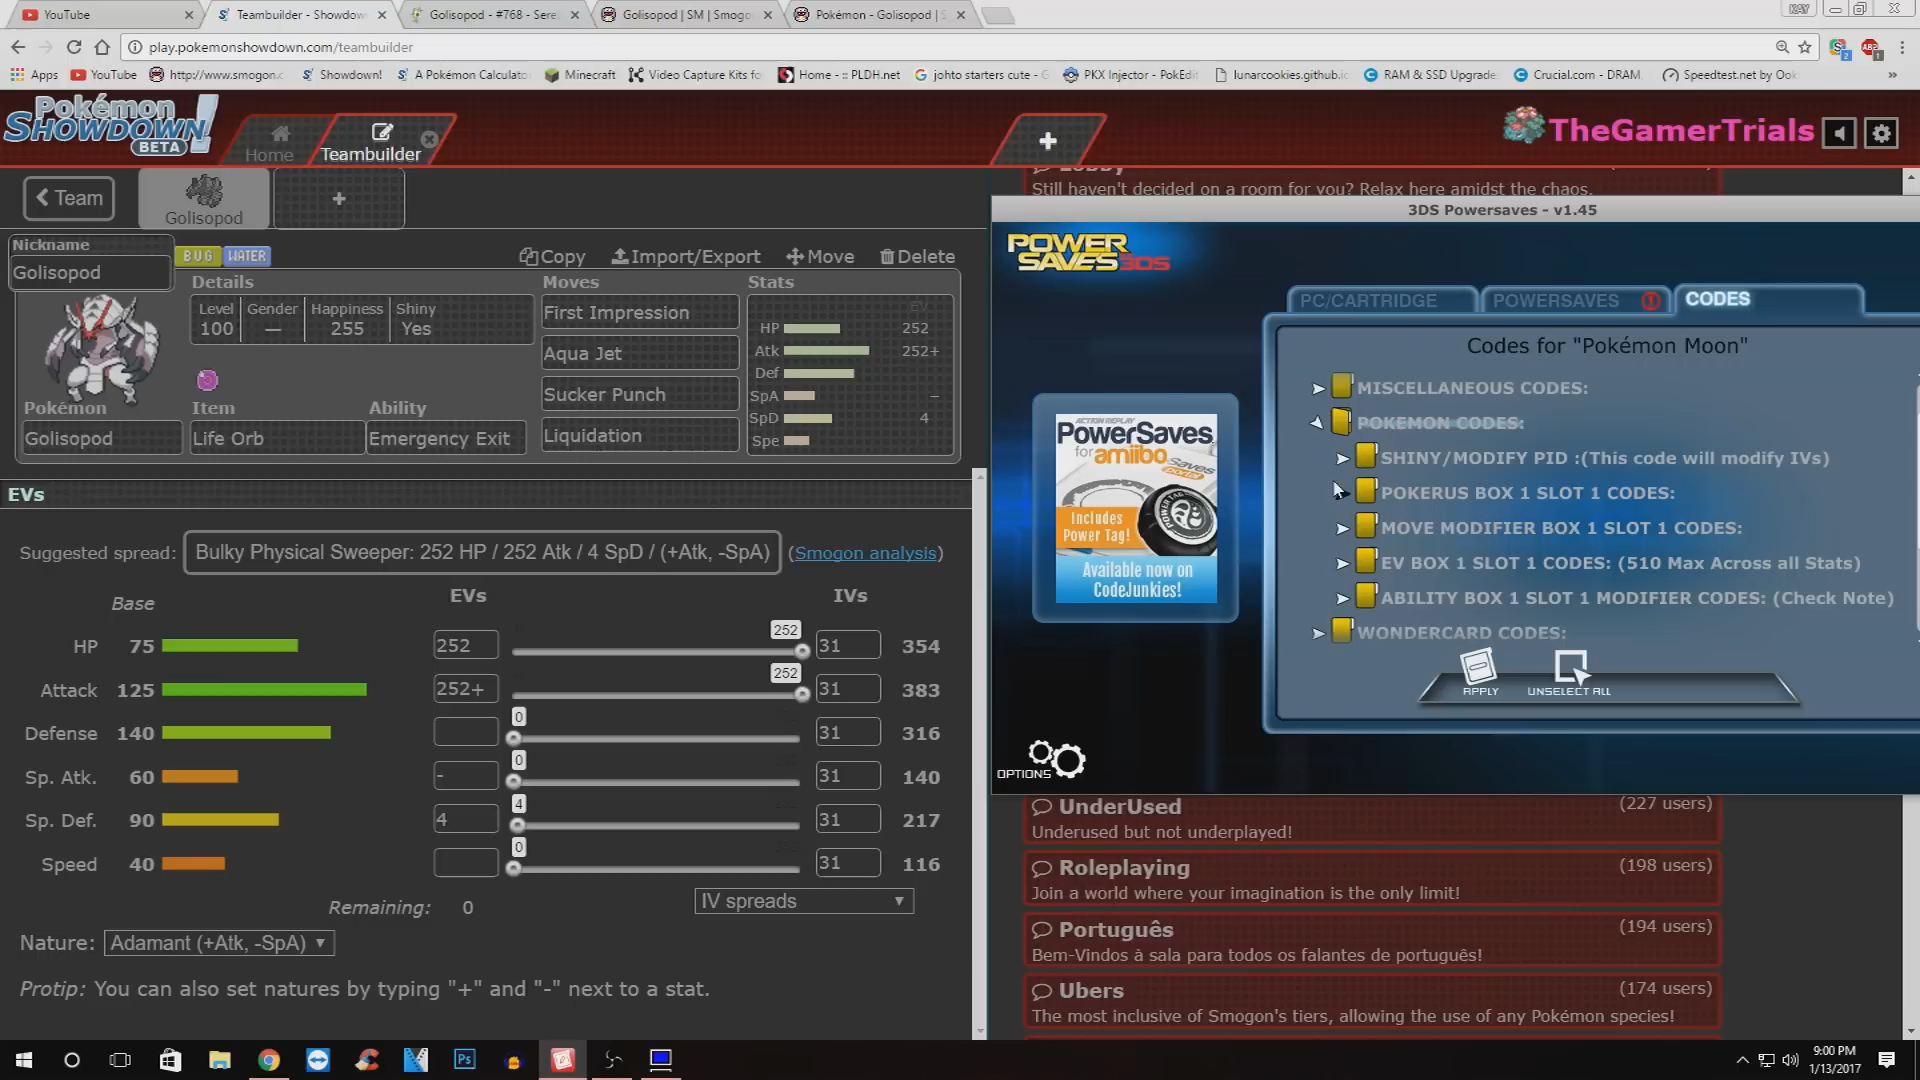 YouTube
Teambuilder - Showdow
Golisopod - #768 - Sere
Golisopod | SM | Smogo
Pokémon - Golisopod | S
KAY
play.pokemonshowdown.com/teambuilder
Apps
YouTube
http://www.smogon.c
Showdown!
A Pokémon Calculato
Minecraft
Video Capture Kits fo
Home - :: PLDH.net
johto starters cute - G
PKX Injector - PokEdit
lunarcookies.github.io
RAM & SSD Upgrade
Crucial.com - DRAM,
Speedtest.net by Ook
Pokémon
SHOWDOWN!
BETA
Home
Teambuilder
+
TheGamerTrials
Team
Golisopod
+
Lobby
Still haven't decided on a room for you? Relax here amidst the chaos.
Nickname
Golisopod
BUG WATER
Copy
Import/Export
Move
Delete
Details
Level
100
Gender
—
Happiness
255
Shiny
Yes
Moves
First Impression
Aqua Jet
Sucker Punch
Liquidation
Stats
EV
HP 252
Atk 252+
Def
SpA –
SpD 4
Spe
Pokémon
Golisopod
Item
Life Orb
Ability
Emergency Exit
EVs
Suggested spread: Bulky Physical Sweeper: 252 HP / 252 Atk / 4 SpD / (+Atk, -SpA) (Smogon analysis)
Base EVs IVs
HP 75 252 252 31 354
Attack 125 252+ 252 31 383
Defense 140 0 31 316
Sp. Atk. 60 - 0 31 140
Sp. Def. 90 4 4 31 217
Speed 40 0 31 116
Remaining: 0
IV spreads
Nature: Adamant (+Atk, -SpA)
Protip: You can also set natures by typing "+" and "-" next to a stat.
3DS Powersaves - v1.45
POWER
SAVES 3DS
PC/CARTRIDGE
POWERSAVES
CODES
Codes for "Pokémon Moon"
MISCELLANEOUS CODES:
POKEMON CODES:
SHINY/MODIFY PID :(This code will modify IVs)
POKERUS BOX 1 SLOT 1 CODES:
MOVE MODIFIER BOX 1 SLOT 1 CODES:
EV BOX 1 SLOT 1 CODES: (510 Max Across all Stats)
ABILITY BOX 1 SLOT 1 MODIFIER CODES: (Check Note)
WONDERCARD CODES:
APPLY
UNSELECT ALL
ACTION REPLAY
PowerSaves
for amiibo
Saves
portal
Includes
Power Tag!
Available now on
CodeJunkies!
OPTIONS
UnderUsed
(227 users)
Underused but not underplayed!
Roleplaying
(198 users)
Join a world where your imagination is the only limit!
Português
(194 users)
Bem-Vindos à sala para todos os falantes de português!
Ubers
(174 users)
The most inclusive of Smogon's tiers, allowing the use of any Pokémon species!
Ps
9:00 PM
1/13/2017